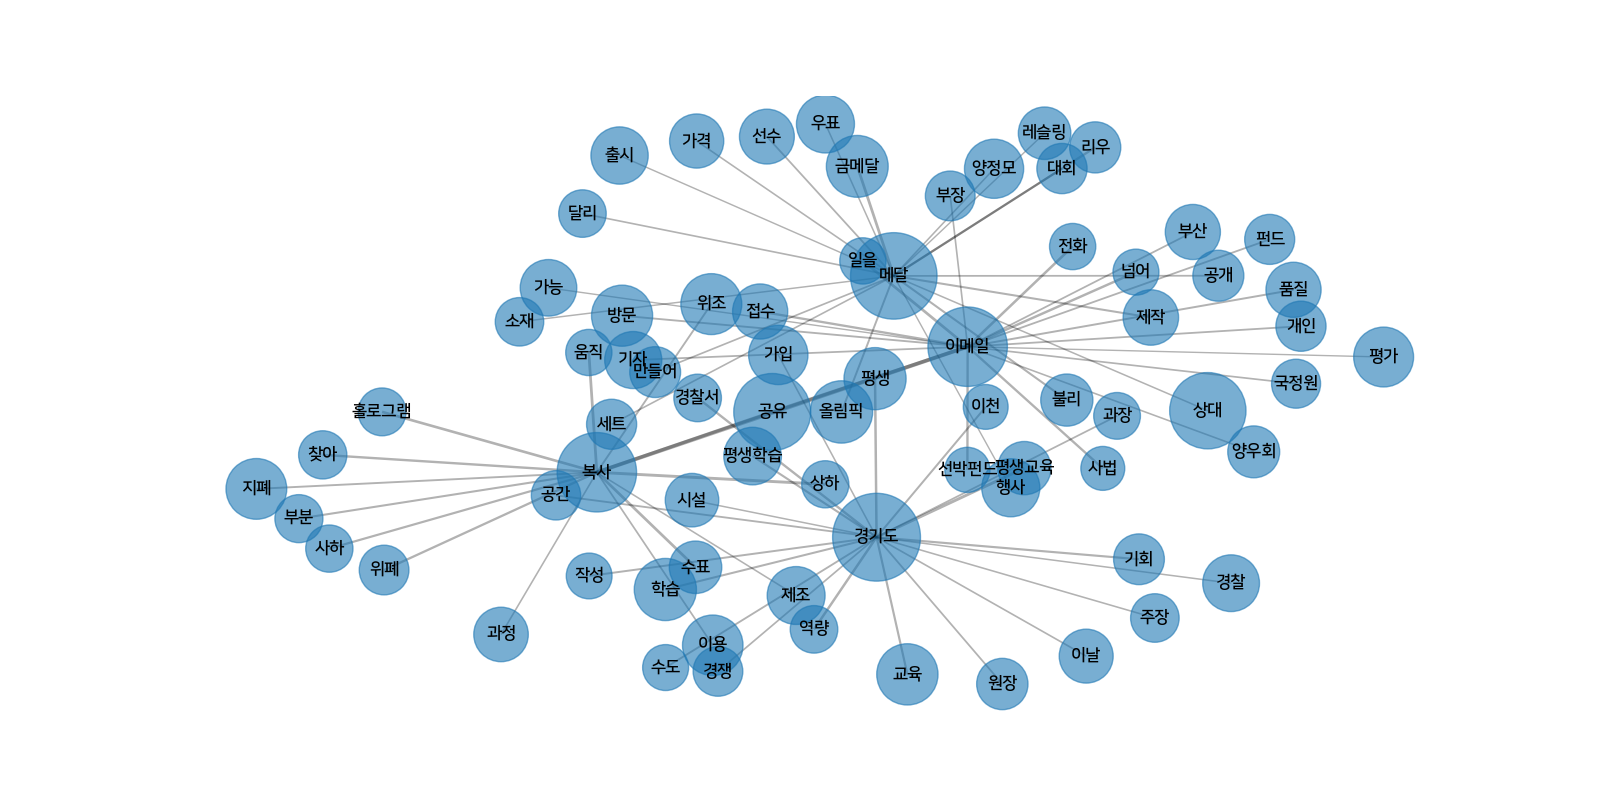 우표
레슬링
선수
가격
리우
출시
금메달
양정모
대회
부장
달리
부산
펀드
전화
일을
메달
넘어
공개
가능
품질
위조
접수
방문
제작
소재
개인
이메일
움직
기자
가입
평가
만들어
평생
국정원
경찰서
불리
이천
홀로그램
공유
올림픽
상대
과장
세트
양우회
찾아
평생학습
선박펀드
평생교육
사법
복사
상하
지폐
행사
공간
시설
부분
경기도
사하
기회
위폐
수표
작성
경찰
학습
제조
주장
역량
과정
이용
이날
수도
경쟁
교육
원장